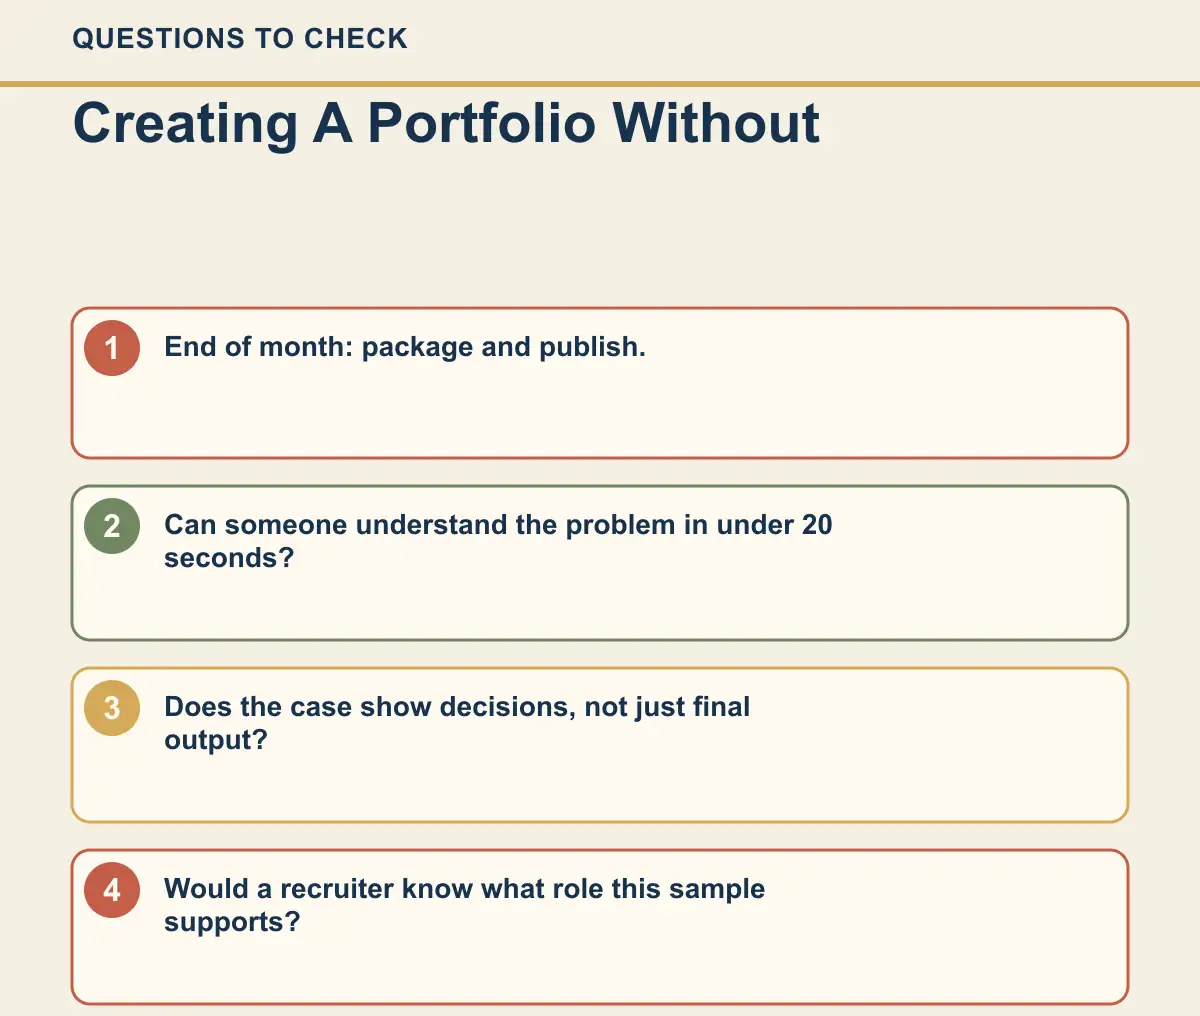 QUESTIONS TO CHECK
Creating A Portfolio Without
1
End of month: package and publish.
2
Can someone understand the problem in under 20
seconds?
3
Does the case show decisions, not just final
output?
4
Would a recruiter know what role this sample
supports?